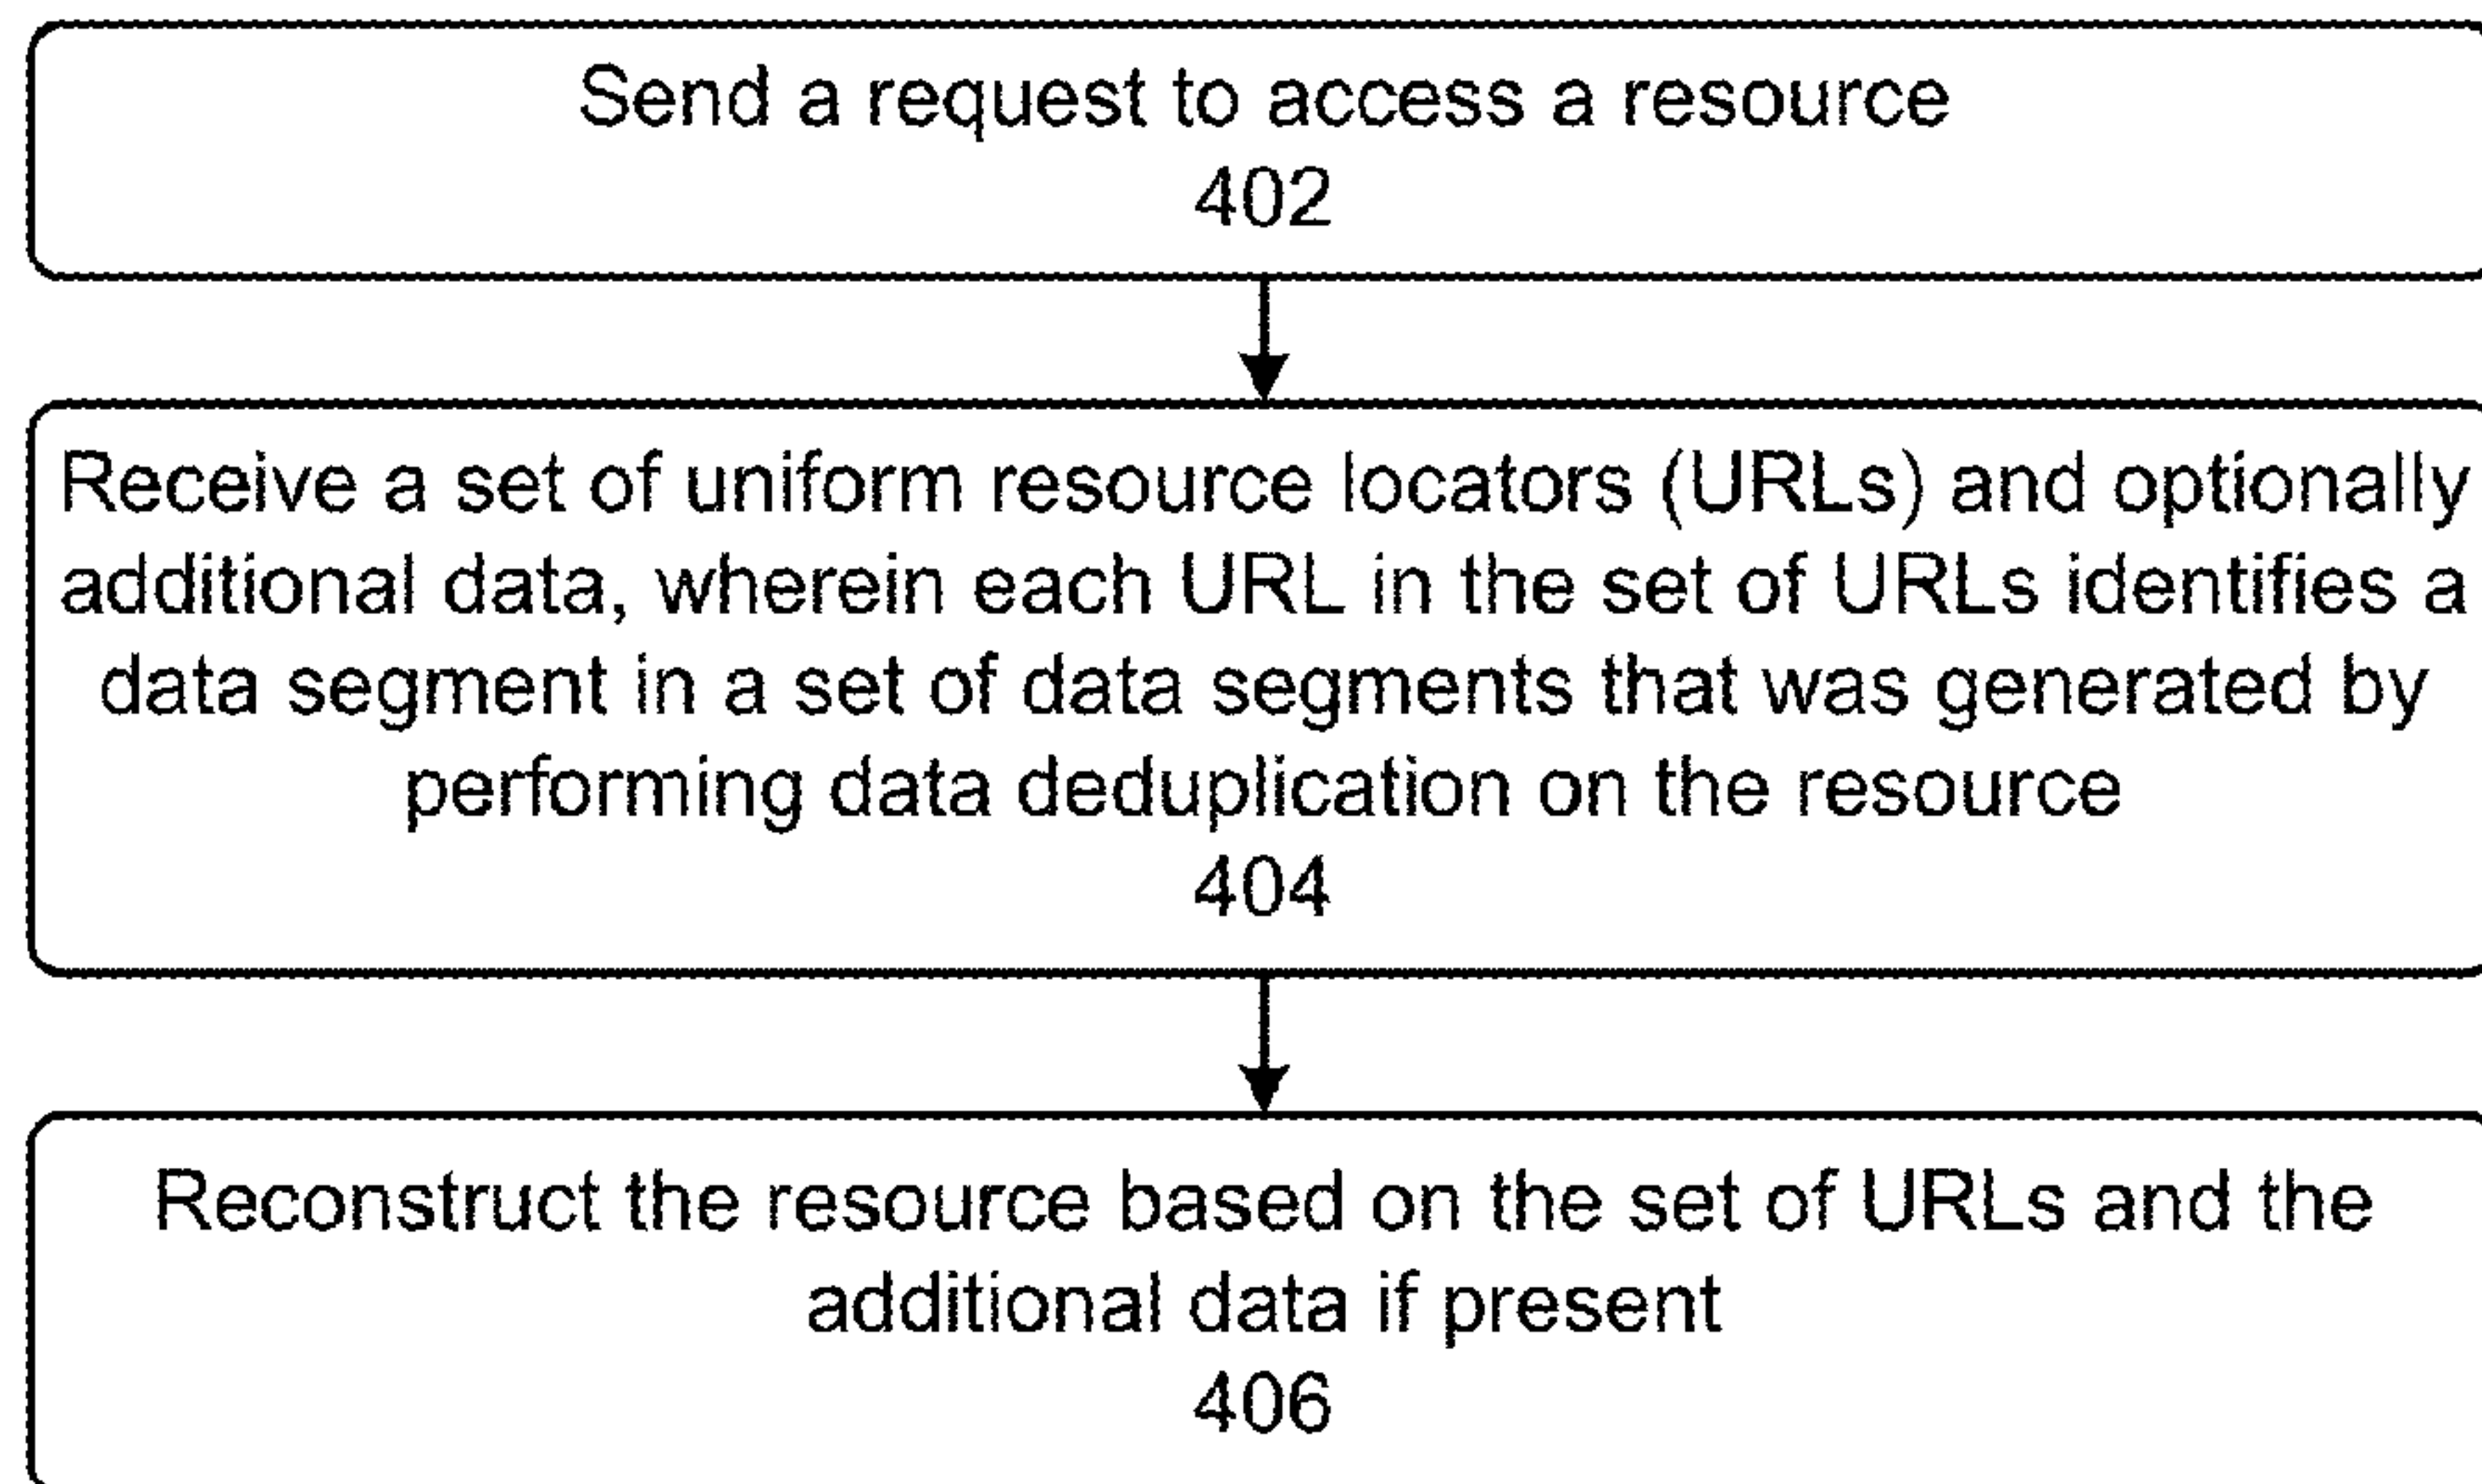 Send a request to access a resource
402
Receive a set of uniform resource locators (URLs) and optionally
additional data, wherein each URL in the set of URLs identifies a
data segment in a set of data segments that was generated by
performing data deduplication on the resource
404
Reconstruct the resource based on the set of URLs and the
additional data if present
406